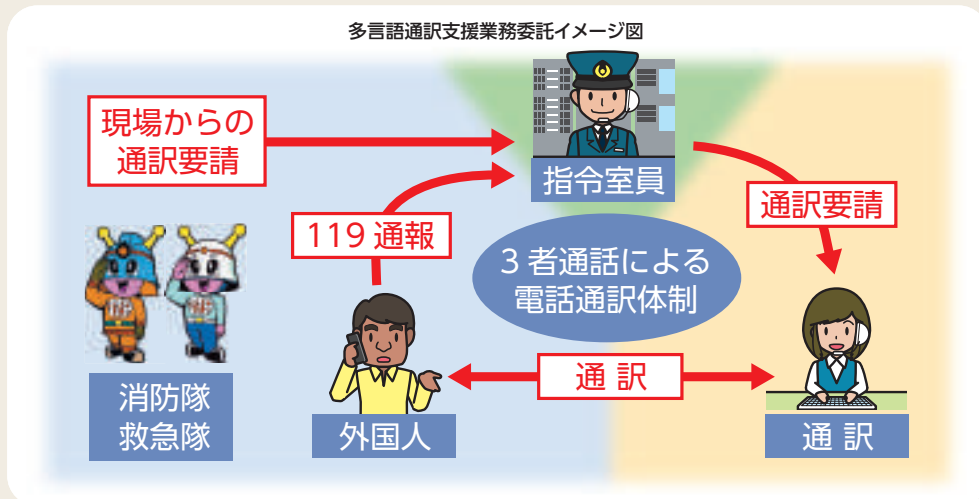 多言語通訳支援業務委託イメージ図
現場からの
通訳要請
指令室員
119 通報
通訳要請
3 者通話による
電話通訳体制
通 訳
消防隊
救急隊
外国人
通 訳